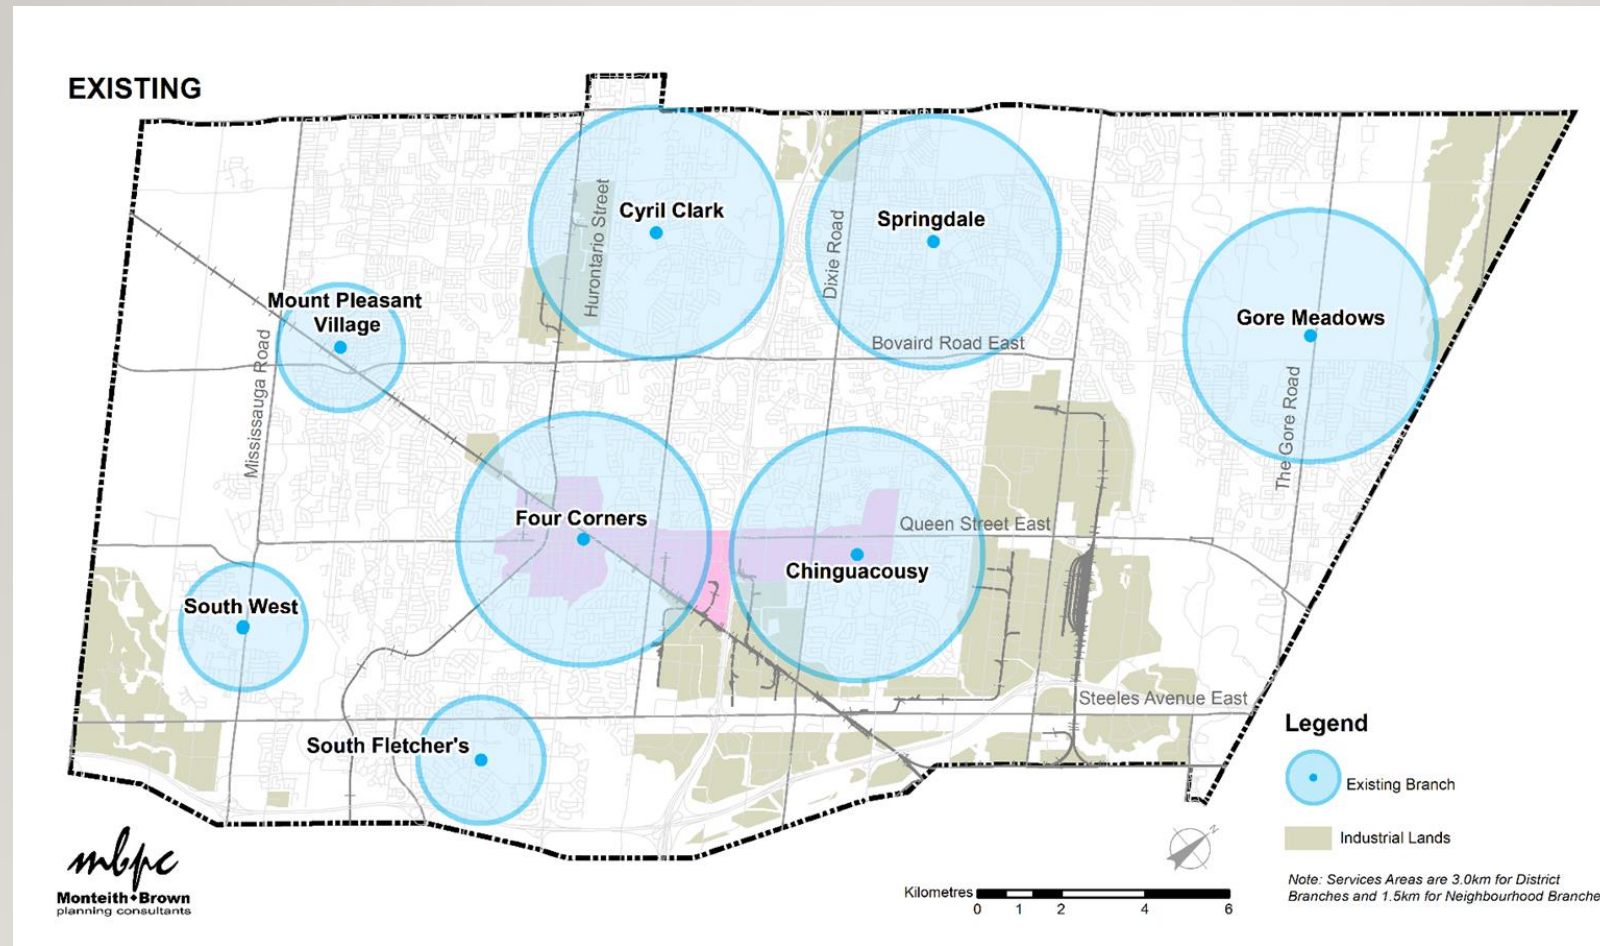 EXISTING
Cyril Clark
Springdale
Hurontario Street
Dixie Road
Mount Pleasant
Village
Gore Meadows
Bovaird Road East
Mississauga Road
The Gore Road
Four Corners
Queen Street East
Chinguacousy
South West
Steeles Avenue East
South Fletcher's
Legend
Existing Branch
Industrial Lands
Note: Services Areas are 3.0km for District
Branches and 1.5km for Neighbourhood Branche
mbpc
Monteith♦Brown
planning consultants
Z
Kilometres
0 1 2 4 6